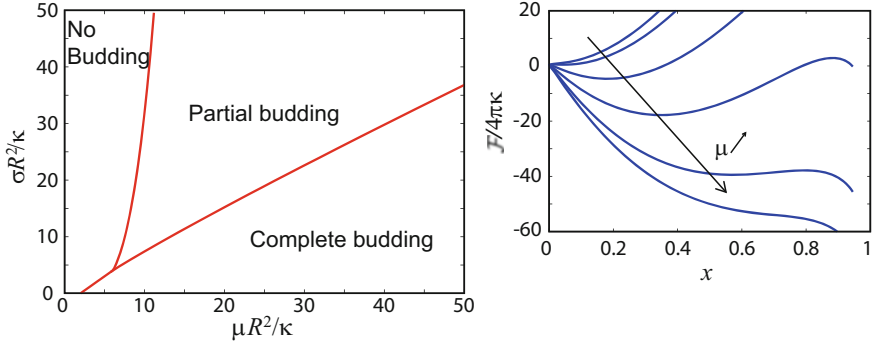 No
Budding
Partial budding
Complete budding
50
40
30
20
10
0
σR²/κ
0
10
20
30
40
50
μR²/κ
20
0
-20
-40
-60
ℱ/4πκ
μ
0
0.2
0.4
0.6
0.8
1
x